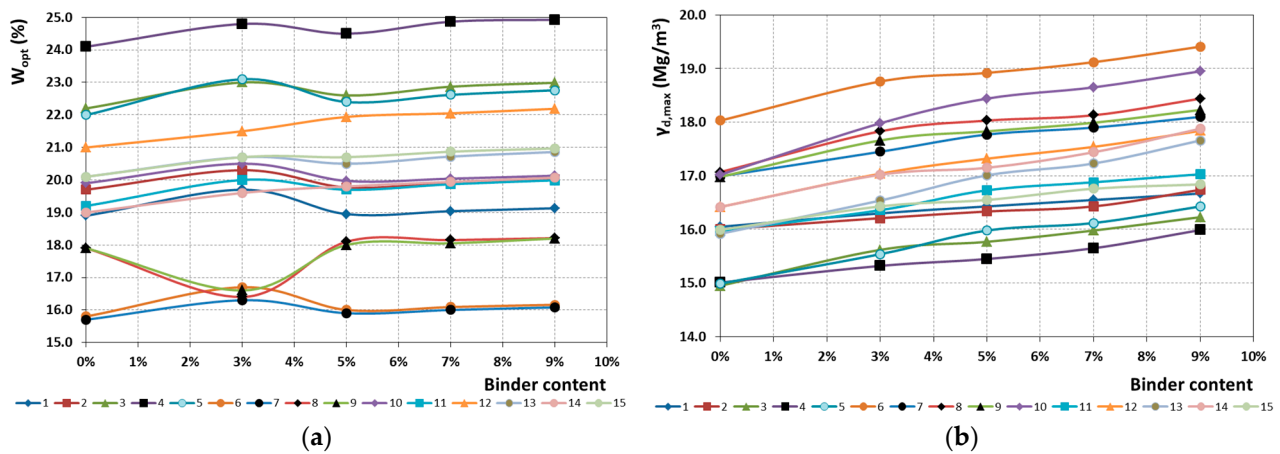 25.0
24.0
23.0
22.0
21.0
20.0
19.0
18.0
17.0
16.0
15.0
Wopt (%)
0% 1% 2% 3% 4% 5% 6% 7% 8% 9% 10%
Binder content
1 2 3 4 5 6 7 8 9 10 11 12 13 14 15
(a)
20.0
19.0
18.0
17.0
16.0
15.0
14.0
γd,max (Mg/m³)
0% 1% 2% 3% 4% 5% 6% 7% 8% 9% 10%
Binder content
1 2 3 4 5 6 7 8 9 10 11 12 13 14 15
(b)